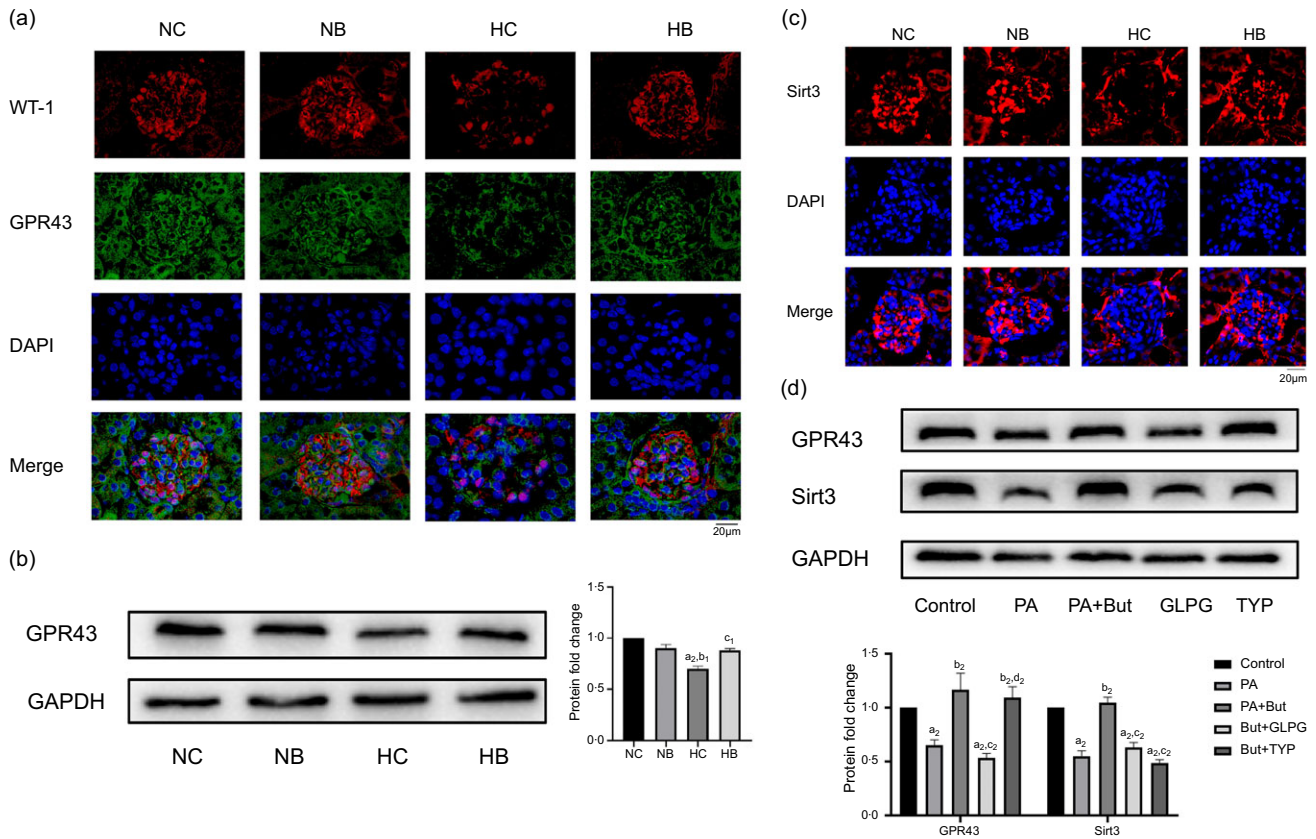 (a)
NC NB HC HB
WT-1
GPR43
DAPI
Merge
20μm
(b)
GPR43
GAPDH
NC NB HC HB
Protein fold change
1·5
1·0
0·5
0·0
a2,b1
c1
NC NB HC HB
(c)
NC NB HC HB
Sirt3
DAPI
Merge
20μm
(d)
GPR43
Sirt3
GAPDH
Control PA PA+But GLPG TYP
Protein fold change
1·5
1·0
0·5
0·0
a2
b2
a2,c2
b2,d2
a2
b2
a2,c2
a2,c2
GPR43 Sirt3
Control
PA
PA+But
But+GLPG
But+TYP